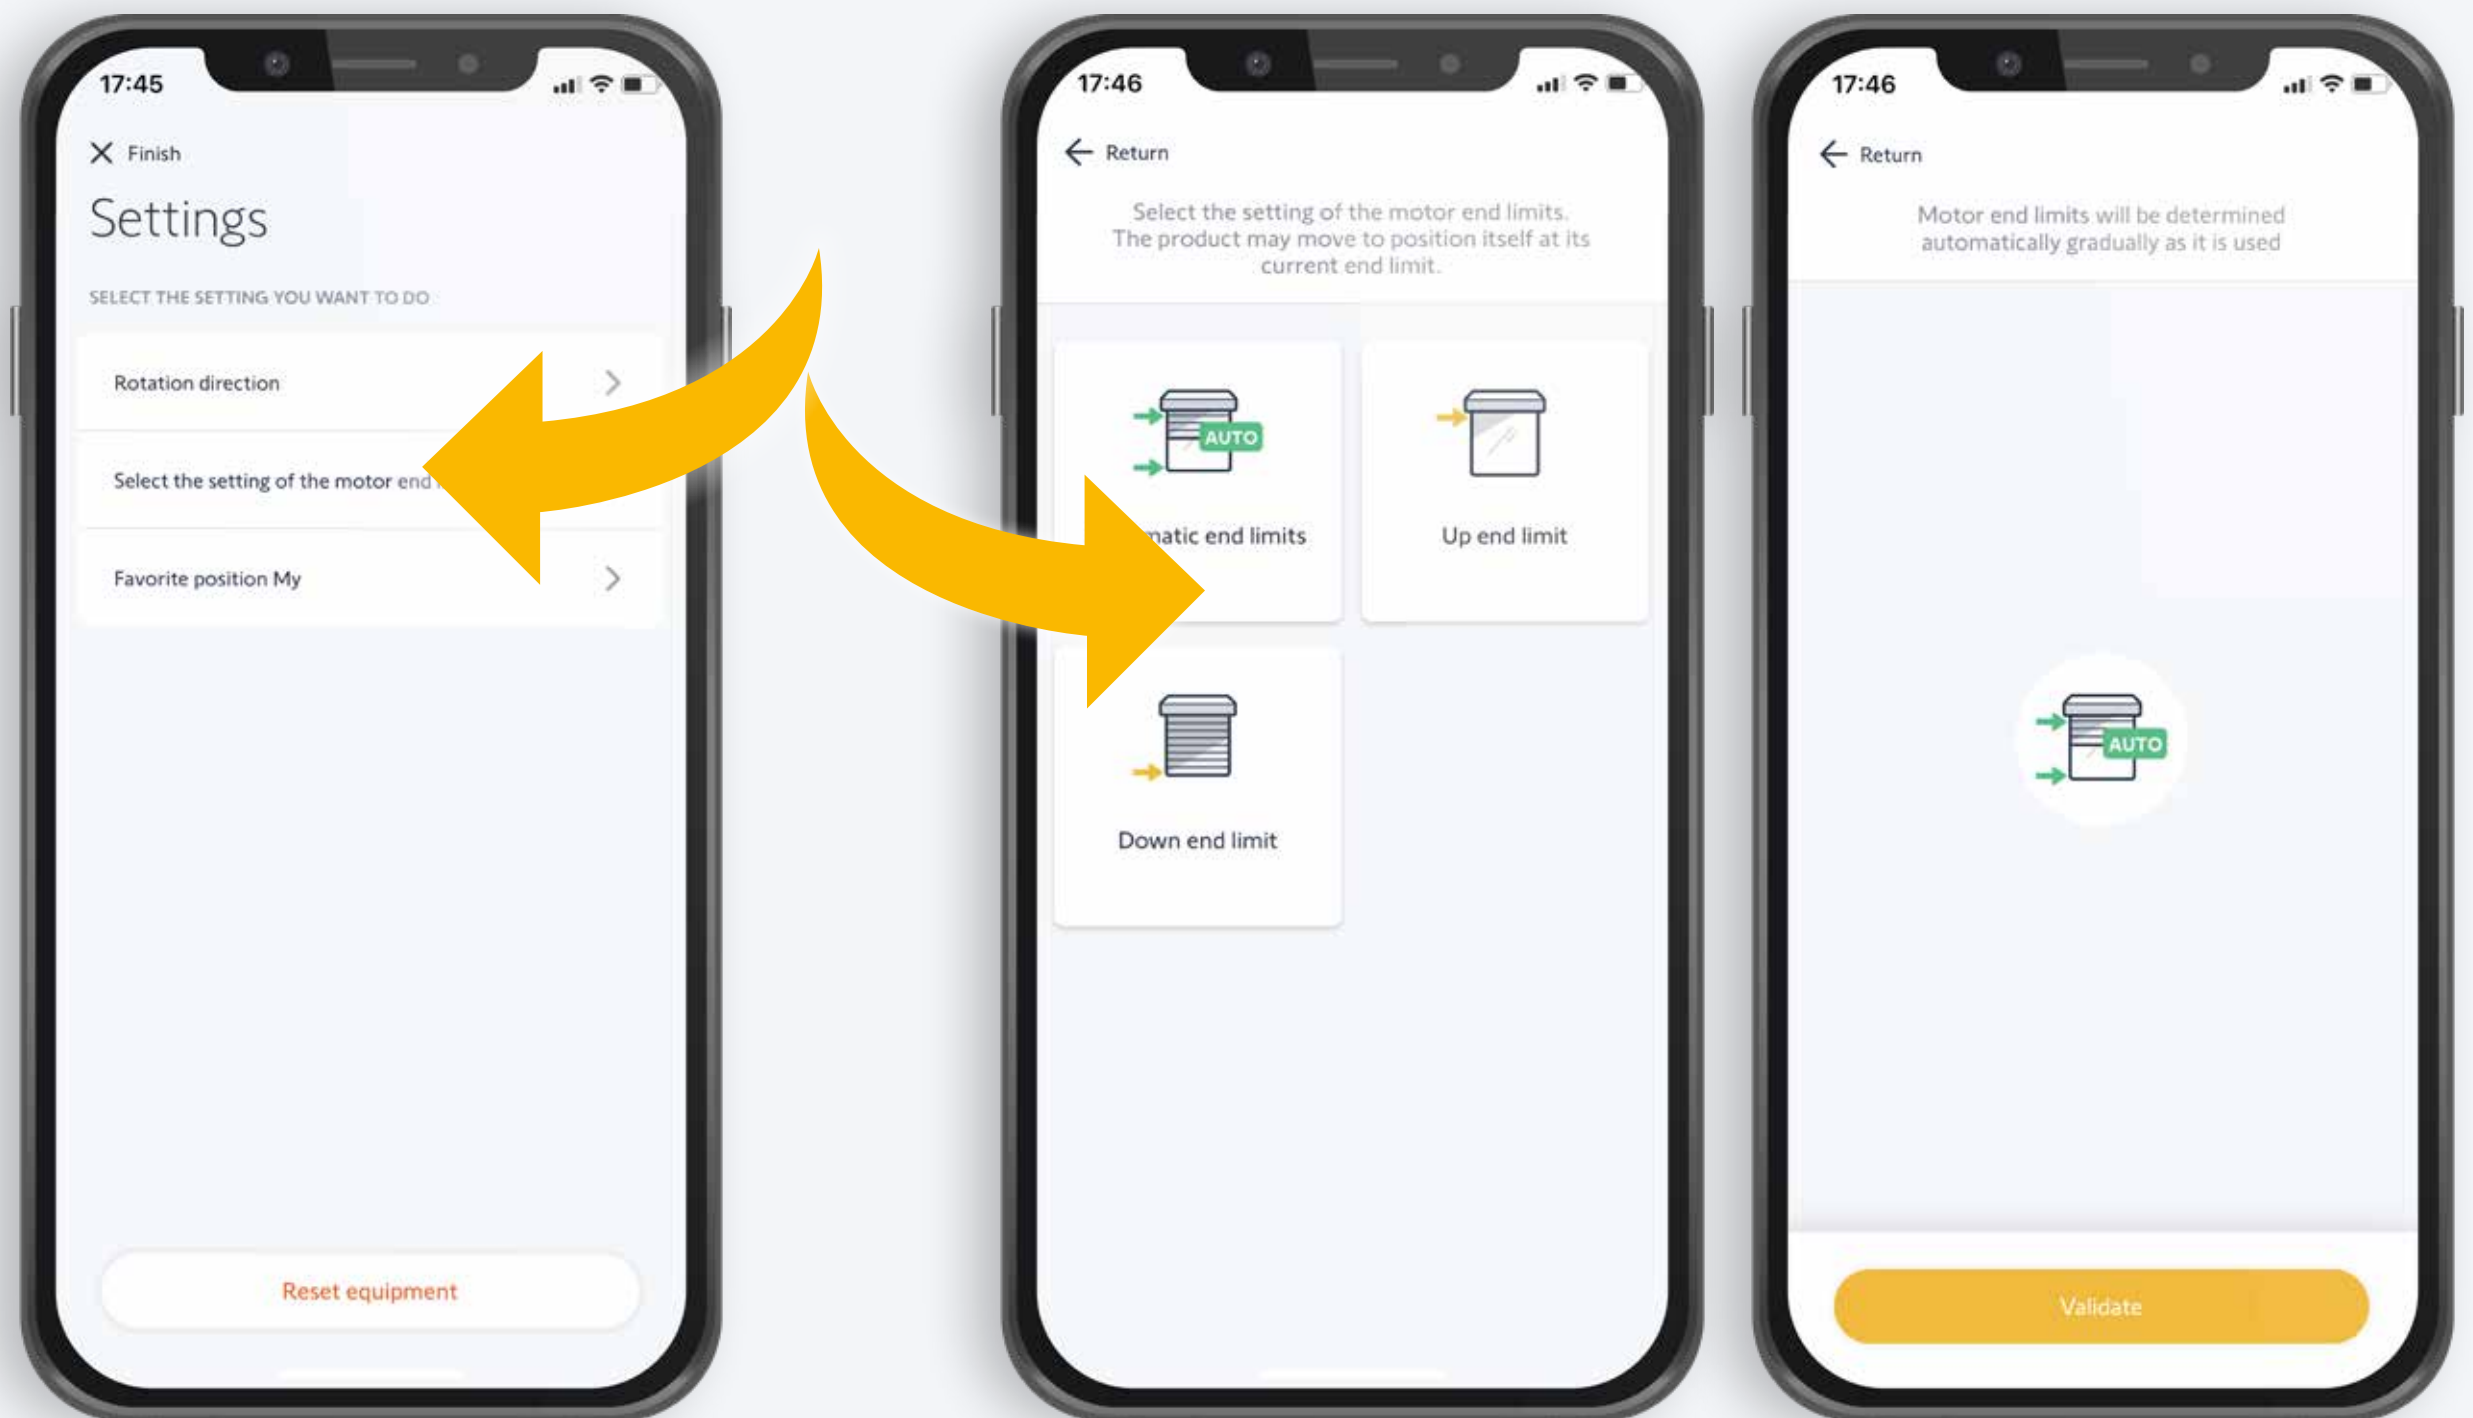 17:45
Finish
Settings
SELECT THE SETTING YOU WANT TO DO
Rotation direction
Select the setting of the motor end
Favorite position My
Reset equipment
17:46
Return
Select the setting of the motor end limits.
The product may move to position itself at its
current end limit.
AUTO
matic end limits
Up end limit
Down end limit
17:46
Return
Motor end limits will be determined
automatically gradually as it is used
AUTO
Validate